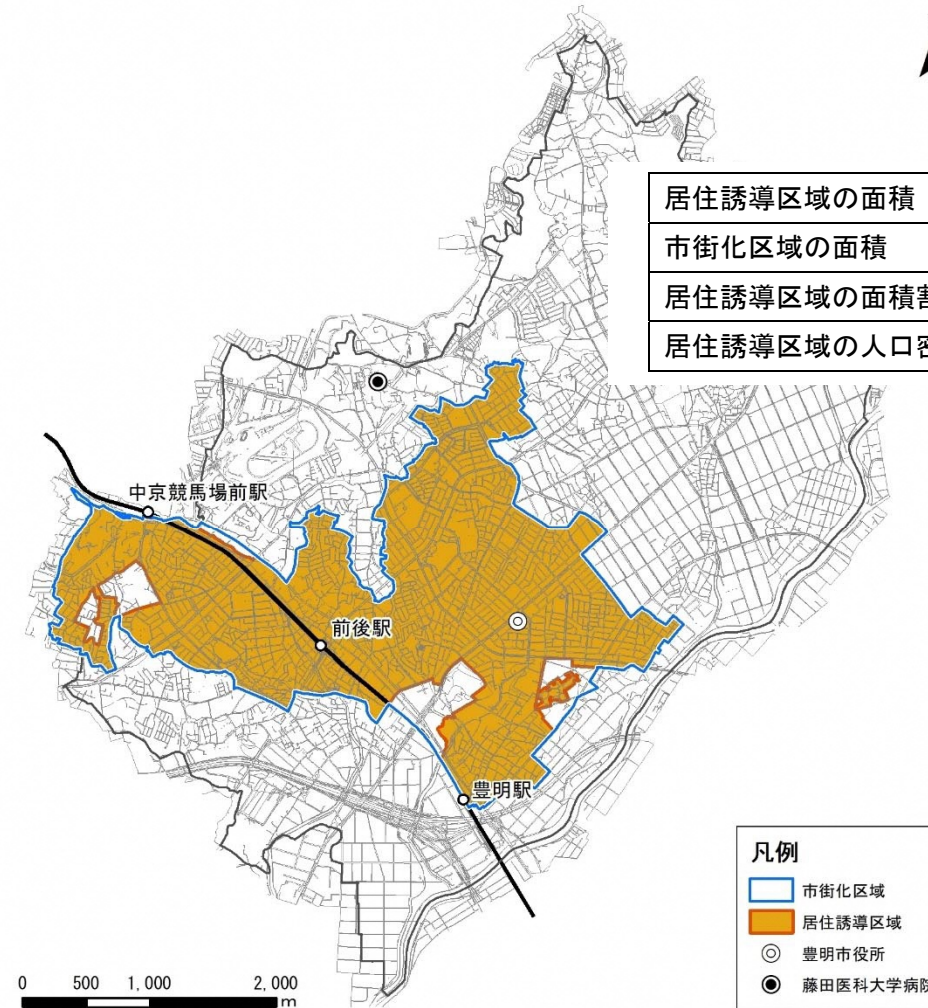 居住誘導区域の面積
市街化区域の面積
居住誘導区域の面積
居住誘導区域の人口
中京競馬場前駅
前後駅
豊明駅
凡例
市街化区域
居住誘導区域
豊明市役所
藤田医科大学病院
0 500 1,000 2,000
m